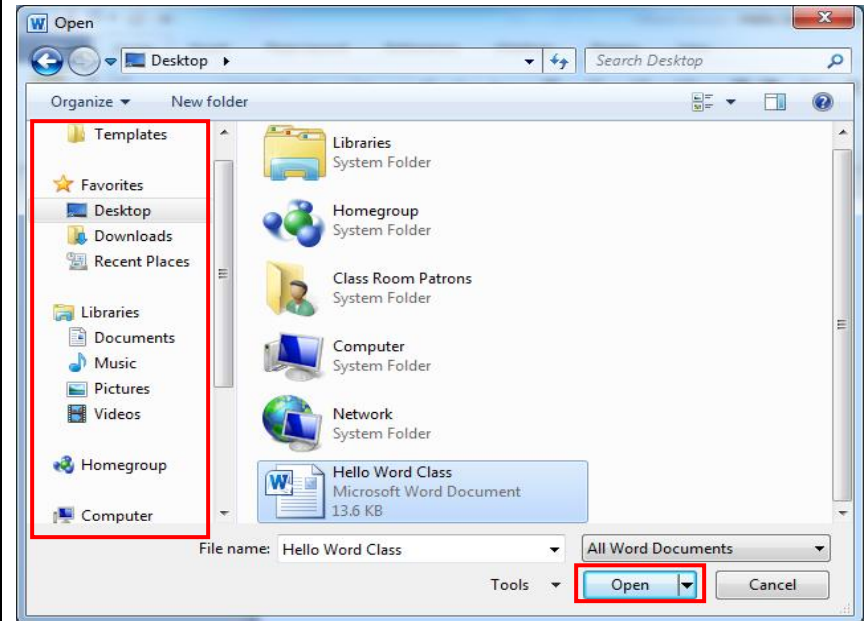 Open
Desktop
Search Desktop
Organize
New folder
Templates
Favorites
Desktop
Downloads
Recent Places
Libraries
Documents
Music
Pictures
Videos
Homegroup
Computer
Libraries
System Folder
Homegroup
System Folder
Class Room Patrons
System Folder
Computer
System Folder
Network
System Folder
Hello Word Class
Microsoft Word Document
13.6 KB
File name: Hello Word Class
All Word Documents
Tools
Open
Cancel